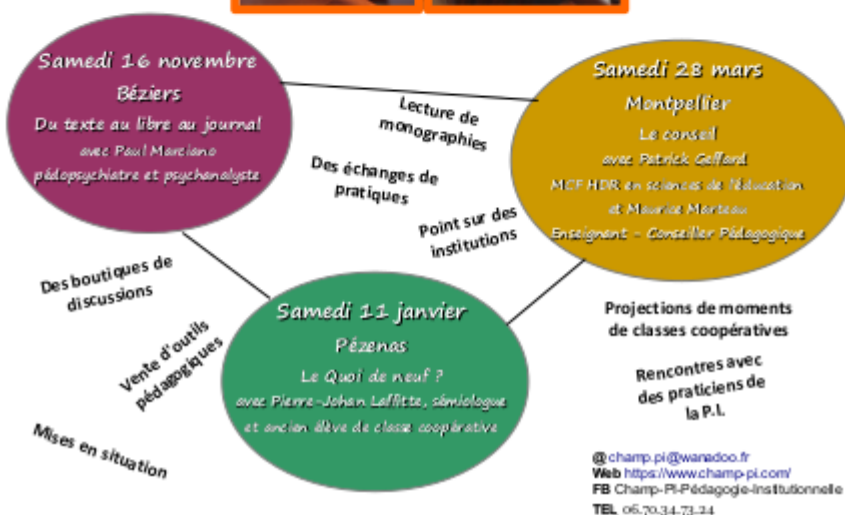 Samedi 16 novembre
Béziers
Du texte au libre au journal
avec Paul Marciano
pédopsychiatre et psychanalyste
Samedi 28 mars
Montpellier
Le conseil
avec Patrick Geffard
MCF HDR en sciences de l'éducation
et Maurice Marteau
Enseignant - Conseiller Pédagogique
Lecture de
monographies
Des échanges de
pratiques
Point sur des
institutions
Des boutiques de
discussions
Vente d'outils
pédagogiques
Mises en situation
Samedi 11 janvier
Pézenas
Le Quoi de neuf ?
avec Pierre-Johan Laffitte, sémiologue
et ancien élève de classe coopérative
Projections de moments
de classes coopératives
Rencontres avec
des praticiens de
la P.I.
@ champ.pi@wanadoo.fr
Web https://www.champ-pi.com/
FB Champ-PI-Pédagogie-Institutionnelle
TEL 06.70.34.73.24